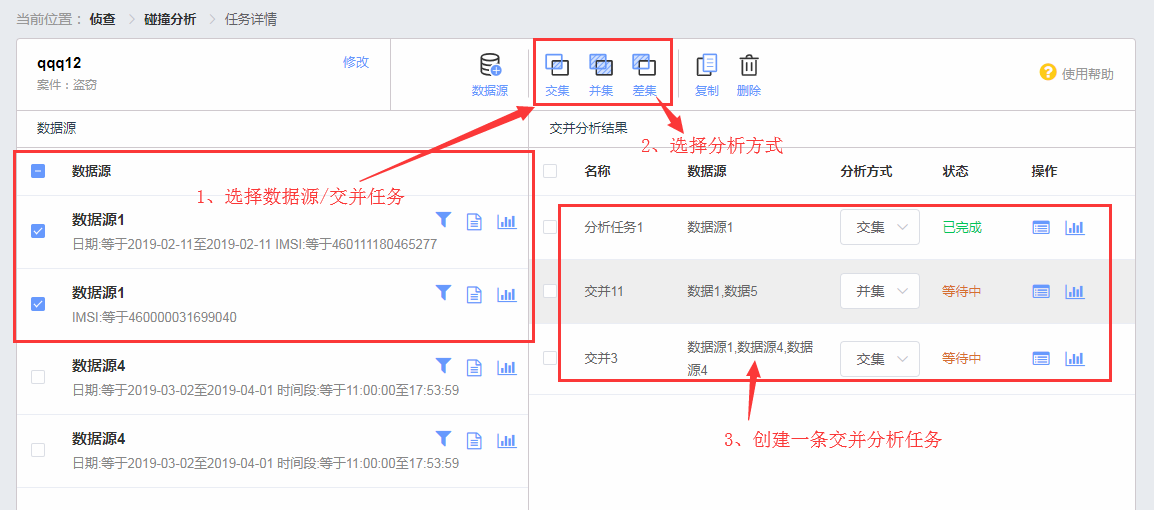 当前位置： 侦查 > 碰撞分析 > 任务详情
qqq12
修改
案件：盗窃
数据源
交集
并集
差集
复制
删除
使用帮助
数据源
交并分析结果
2、选择分析方式
数据源
1、选择数据源/交并任务
名称
数据源
分析方式
状态
操作
数据源1
日期:等于2019-02-11至2019-02-11 IMSI:等于460111180465277
分析任务1
数据源1
交集
已完成
数据源1
IMSI:等于460000031699040
交并11
数据1,数据5
并集
等待中
交并3
数据源1,数据源4,数据
源4
交集
等待中
数据源4
日期:等于2019-03-02至2019-04-01 时间段:等于11:00:00至17:53:59
3、创建一条交并分析任务
数据源4
日期:等于2019-03-02至2019-04-01 时间段:等于11:00:00至17:53:59